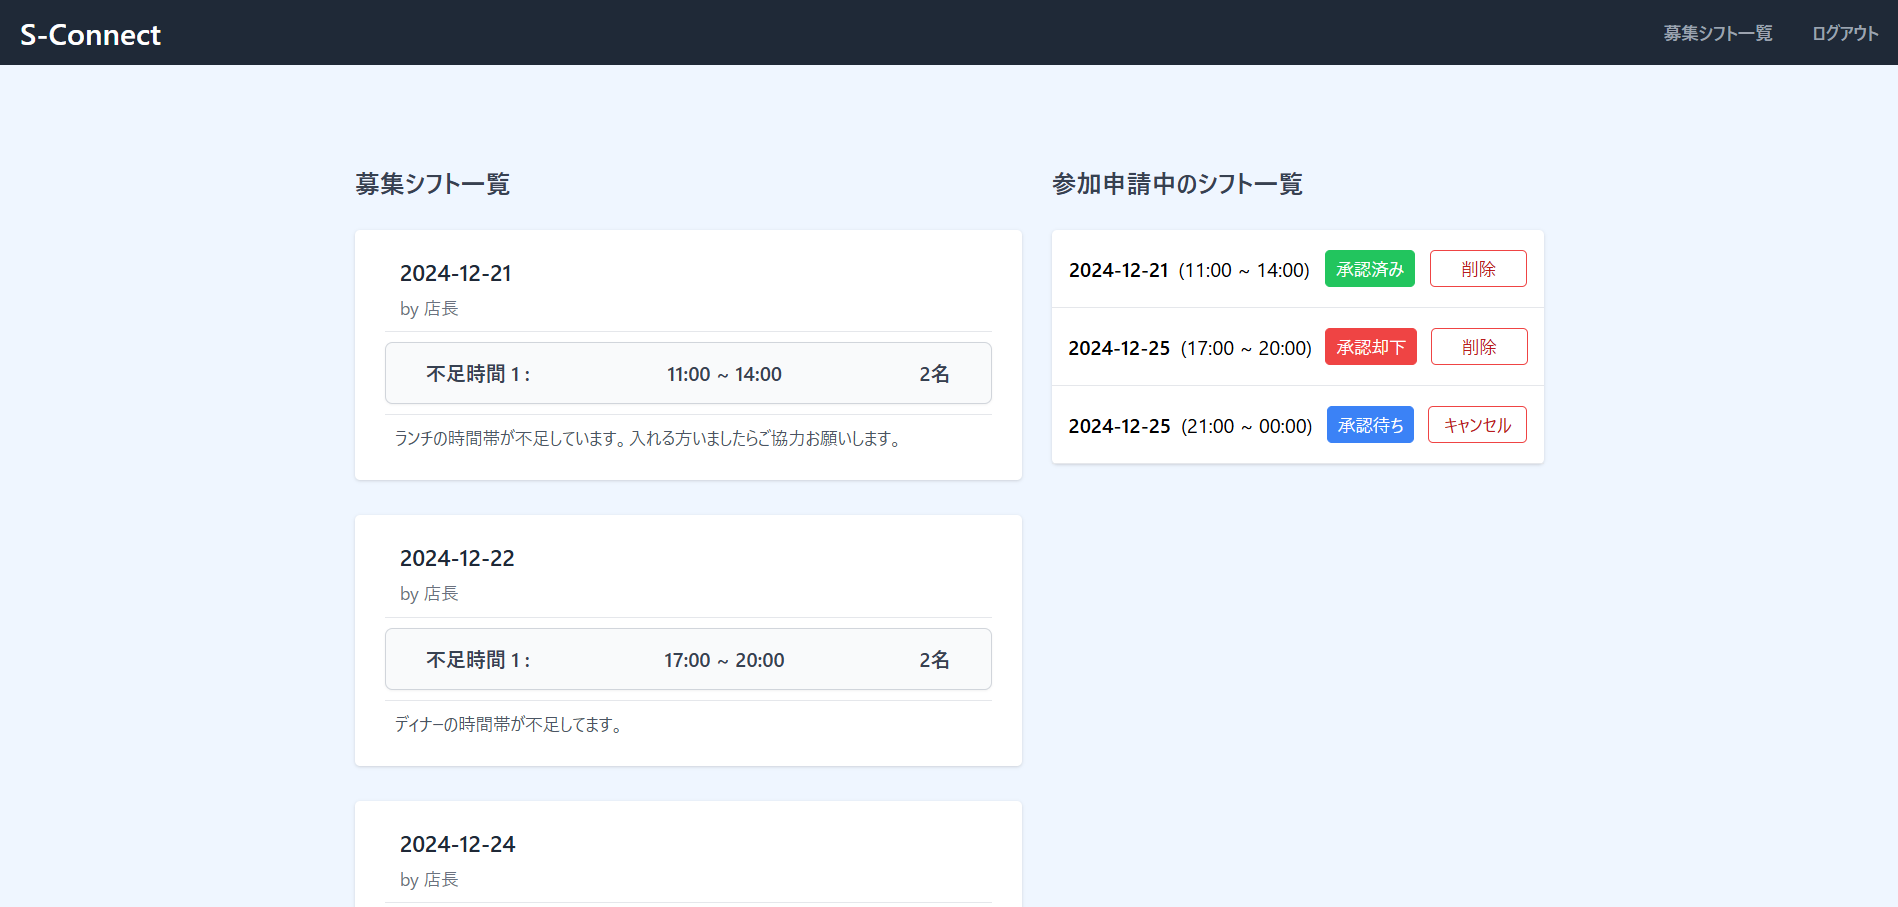 S-Connect
募集シフト一覧 ログアウト
募集シフト一覧
2024-12-21
by 店長
不足時間 1 : 11:00 ~ 14:00 2名
ランチの時間帯が不足しています。入れる方いましたらご協力お願いします。
2024-12-22
by 店長
不足時間 1 : 17:00 ~ 20:00 2名
ディナーの時間帯が不足してます。
2024-12-24
by 店長
参加申請中のシフト一覧
2024-12-21 (11:00 ~ 14:00) 承認済み 削除
2024-12-25 (17:00 ~ 20:00) 承認却下 削除
2024-12-25 (21:00 ~ 00:00) 承認待ち キャンセル